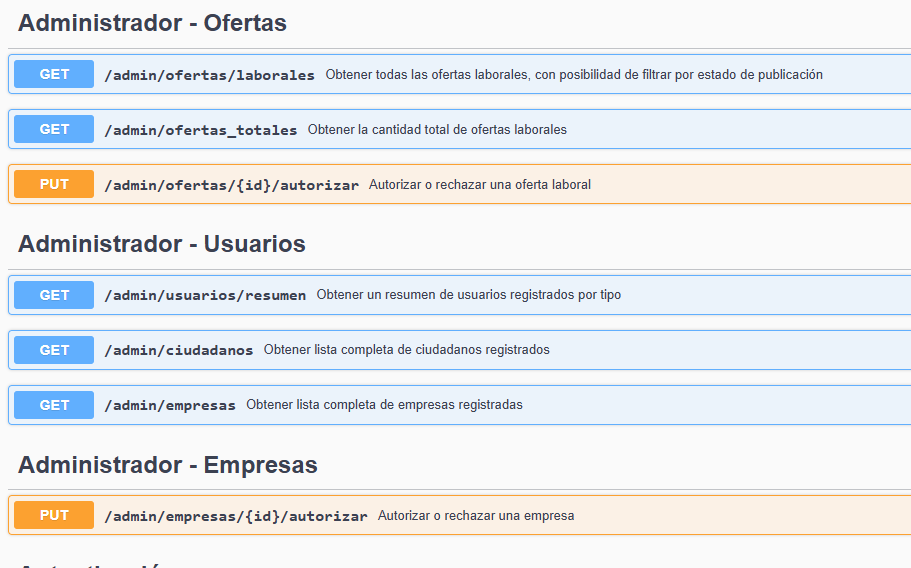 Administrador - Ofertas
GET /admin/ofertas/laborales Obtener todas las ofertas laborales, con posibilidad de filtrar por estado de publicación
GET /admin/ofertas_totales Obtener la cantidad total de ofertas laborales
PUT /admin/ofertas/{id}/autorizar Autorizar o rechazar una oferta laboral
Administrador - Usuarios
GET /admin/usuarios/resumen Obtener un resumen de usuarios registrados por tipo
GET /admin/ciudadanos Obtener lista completa de ciudadanos registrados
GET /admin/empresas Obtener lista completa de empresas registradas
Administrador - Empresas
PUT /admin/empresas/{id}/autorizar Autorizar o rechazar una empresa